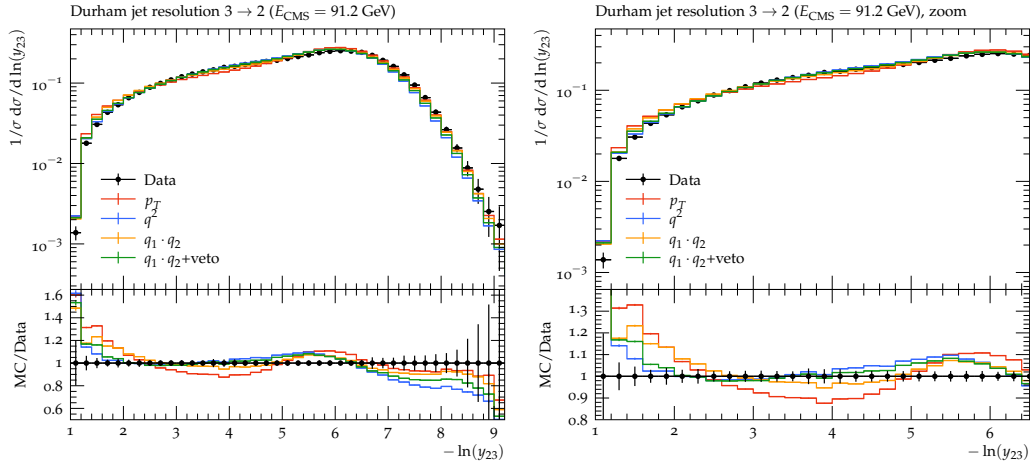 Durham jet resolution 3 → 2 (E_CMS = 91.2 GeV)
1/σ dσ/d ln(y_23)
10^−1
10^−2
10^−3
Data
p_T
q^2
q_1 · q_2
q_1 · q_2+veto
MC/Data
1.6
1.4
1.2
1
0.8
0.6
1 2 3 4 5 6 7 8 9
− ln(y_23)
Durham jet resolution 3 → 2 (E_CMS = 91.2 GeV), zoom
1/σ dσ/d ln(y_23)
10^−1
10^−2
10^−3
Data
p_T
q^2
q_1 · q_2
q_1 · q_2+veto
MC/Data
1.3
1.2
1.1
1
0.9
0.8
1 2 3 4 5 6
− ln(y_23)